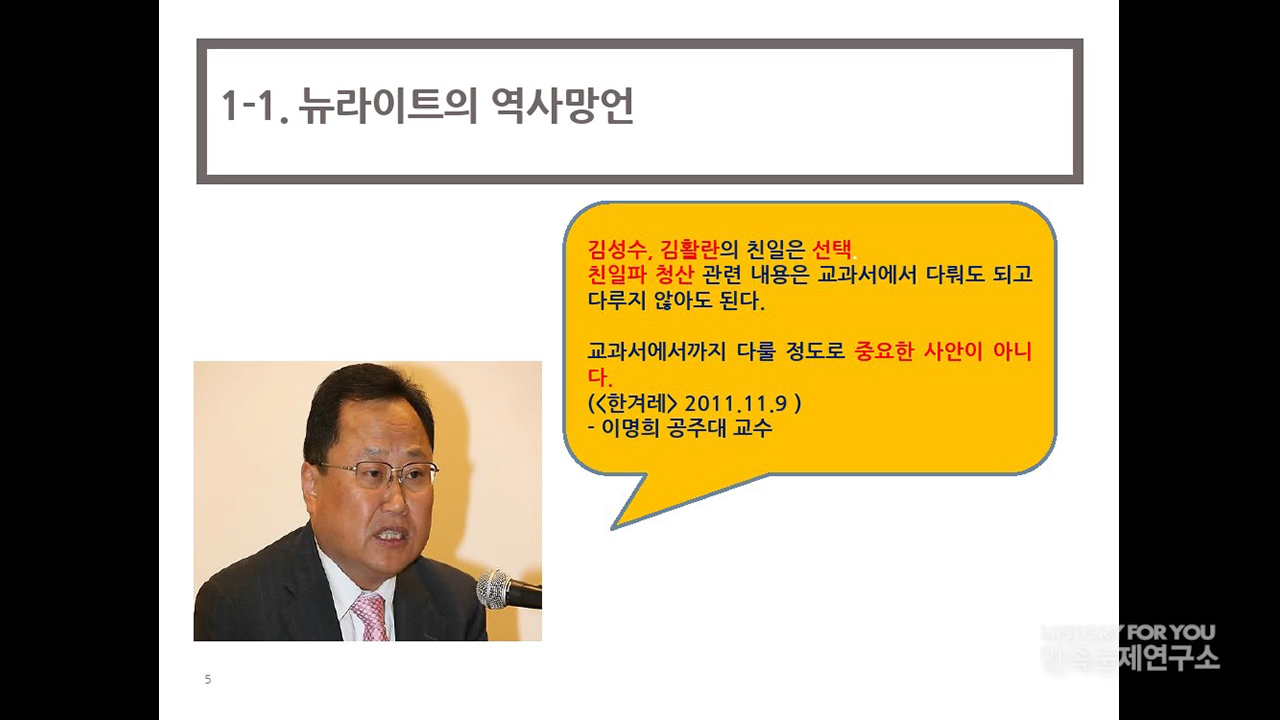 1-1. 뉴라이트의 역사망언
김성수, 김활란의 친일은 선택.
친일파 청산 관련 내용은 교과서에서 다뤄도 되고
다루지 않아도 된다.
교과서에서까지 다룰 정도로 중요한 사안이 아니
다.
(<한겨레> 2011.11.9 )
- 이명희 공주대 교수
HISTORY FOR YOU
민족문제연구소
5